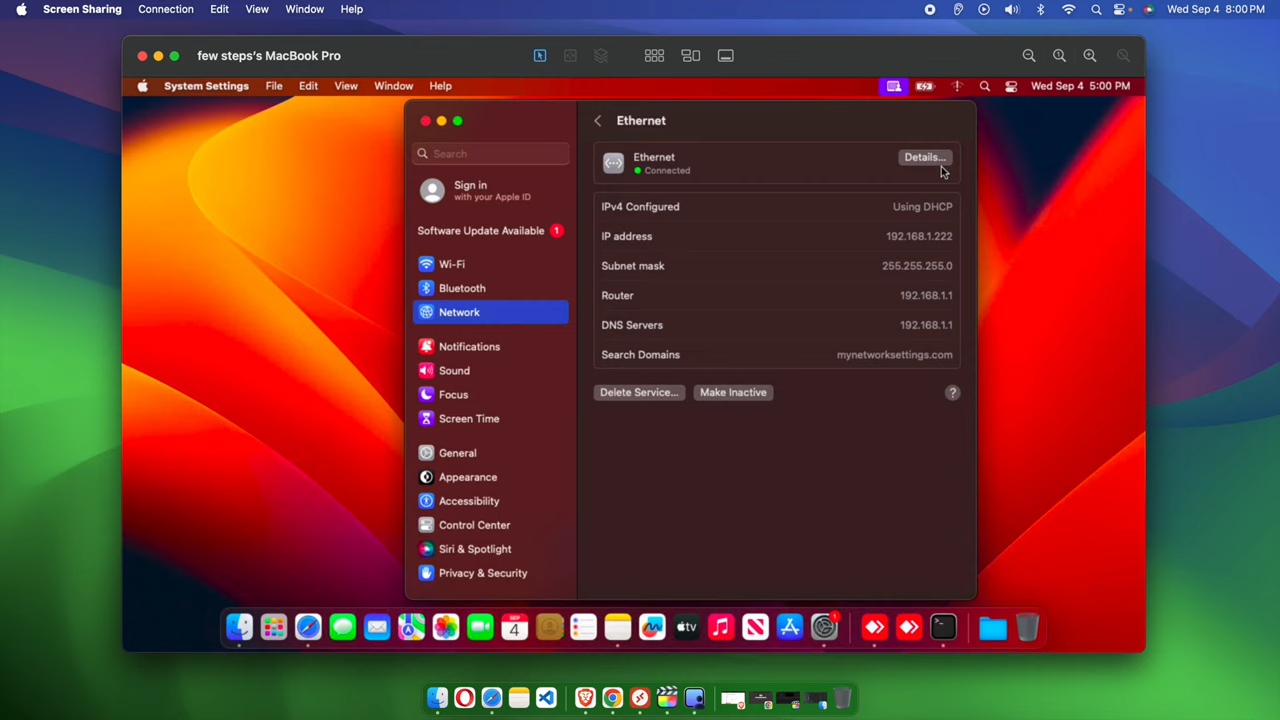 Screen Sharing Connection Edit View Window Help Wed Sep 4 8:00 PM
few steps's MacBook Pro
System Settings File Edit View Window Help Wed Sep 4 5:00 PM
Search
Sign in
with your Apple ID
Software Update Available 1
Wi-Fi
Bluetooth
Network
Notifications
Sound
Focus
Screen Time
General
Appearance
Accessibility
Control Center
Siri & Spotlight
Privacy & Security
Ethernet
Ethernet
Connected
Details...
IPv4 Configured Using DHCP
IP address 192.168.1.222
Subnet mask 255.255.255.0
Router 192.168.1.1
DNS Servers 192.168.1.1
Search Domains mynetworksettings.com
Delete Service... Make Inactive ?
SEP
4
tv
1